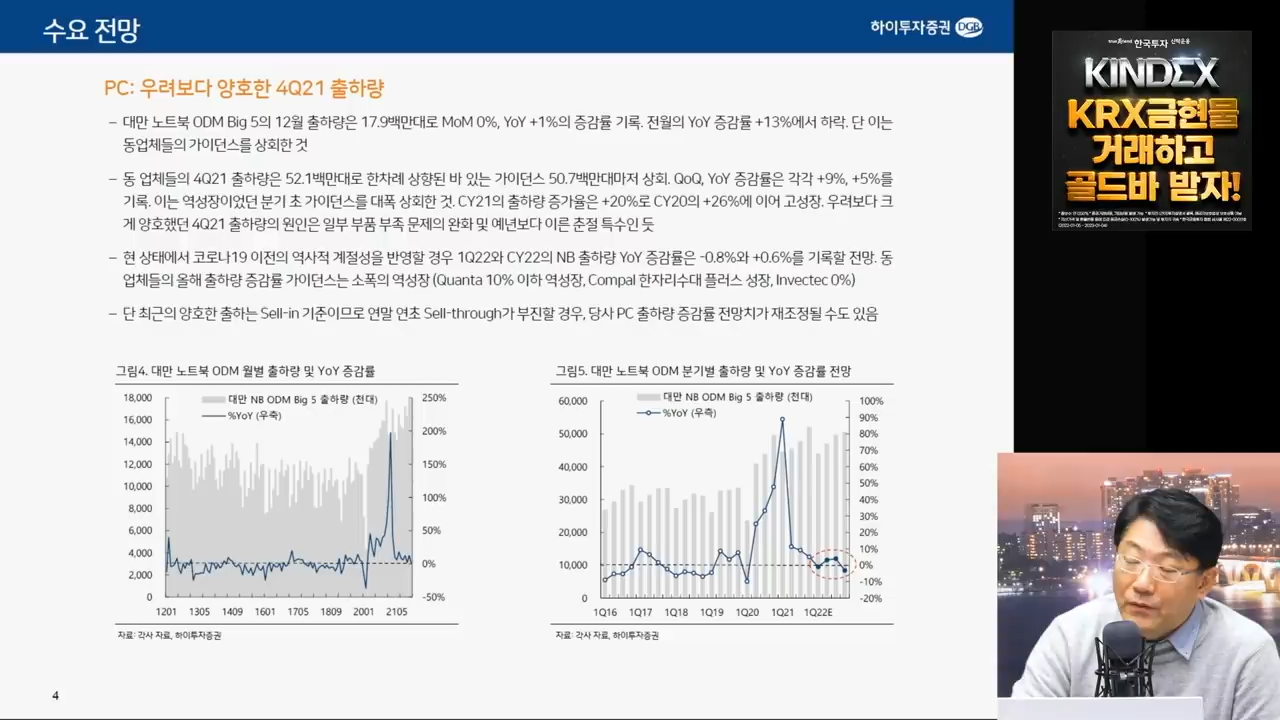 수요 전망
하이투자증권 DGB
PC: 우려보다 양호한 4Q21 출하량
– 대만 노트북 ODM Big 5의 12월 출하량은 17.9백만대로 MoM 0%, YoY +1%의 증감률 기록. 전월의 YoY 증감률 +13%에서 하락. 단 이는
동업체들의 가이던스를 상회한 것
– 동 업체들의 4Q21 출하량은 52.1백만대로 한차례 상향된 바 있는 가이던스 50.7백만대마저 상회. QoQ, YoY 증감률은 각각 +9%, +5%를
기록. 이는 역성장이었던 분기 초 가이던스를 대폭 상회한 것. CY21의 출하량 증가율은 +20%로 CY20의 +26%에 이어 고성장. 우려보다 크
게 양호했던 4Q21 출하량의 원인은 일부 부품 부족 문제의 완화 및 예년보다 이른 춘절 특수인 듯
– 현 상태에서 코로나19 이전의 역사적 계절성을 반영할 경우 1Q22와 CY22의 NB 출하량 YoY 증감률은 -0.8%와 +0.6%를 기록할 전망. 동
업체들의 올해 출하량 증감률 가이던스는 소폭의 역성장 (Quanta 10% 이하 역성장, Compal 한자리수대 플러스 성장, Invectec 0%)
– 단 최근의 양호한 출하는 Sell-in 기준이므로 연말 연초 Sell-through가 부진할 경우, 당사 PC 출하량 증감률 전망치가 재조정될 수도 있음
그림4. 대만 노트북 ODM 월별 출하량 및 YoY 증감률
대만 NB ODM Big 5 출하량 (천대)
%YoY (우축)
18,000
16,000
14,000
12,000
10,000
8,000
6,000
4,000
2,000
0
250%
200%
150%
100%
50%
0%
-50%
1201 1305 1409 1601 1705 1809 2001 2105
자료: 각사 자료, 하이투자증권
그림5. 대만 노트북 ODM 분기별 출하량 및 YoY 증감률 전망
대만 NB ODM Big 5 출하량 (천대)
%YoY (우축)
60,000
50,000
40,000
30,000
20,000
10,000
0
100%
90%
80%
70%
60%
50%
40%
30%
20%
10%
0%
-10%
-20%
1Q16 1Q17 1Q18 1Q19 1Q20 1Q21 1Q22E
자료: 각사 자료, 하이투자증권
4
한국투자 신탁운용
KINDEX
KRX금현물
거래하고
골드바 받자!